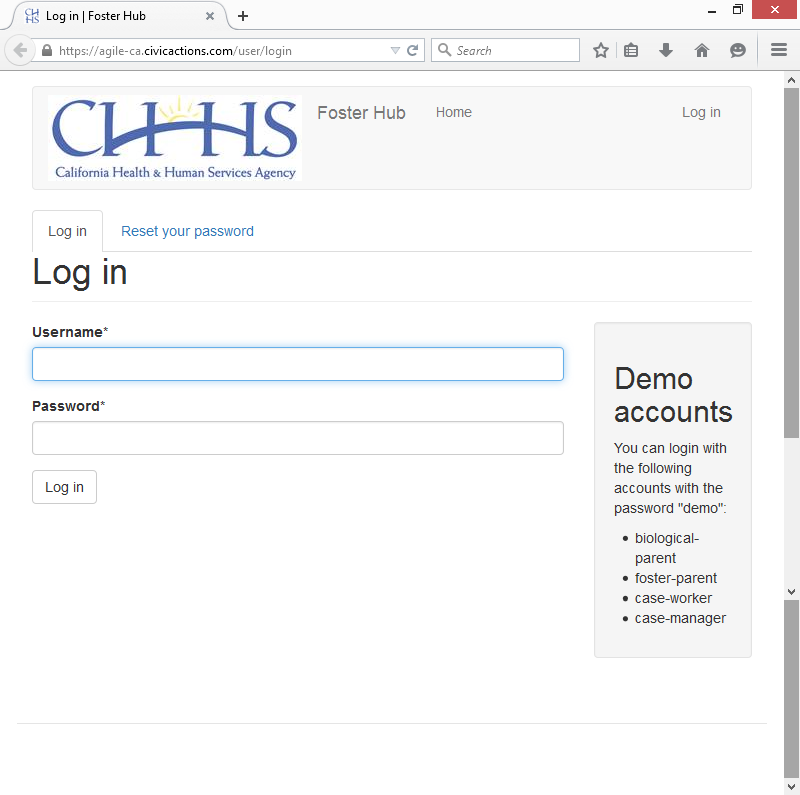 Log in | Foster Hub
https://agile-ca.civicactions.com/user/login
Search
CHHS
California Health & Human Services Agency
Foster Hub
Home
Log in
Log in
Reset your password
Log in
Username*
Password*
Log in
Demo
accounts
You can login with
the following
accounts with the
password "demo":
biological-
parent
foster-parent
case-worker
case-manager